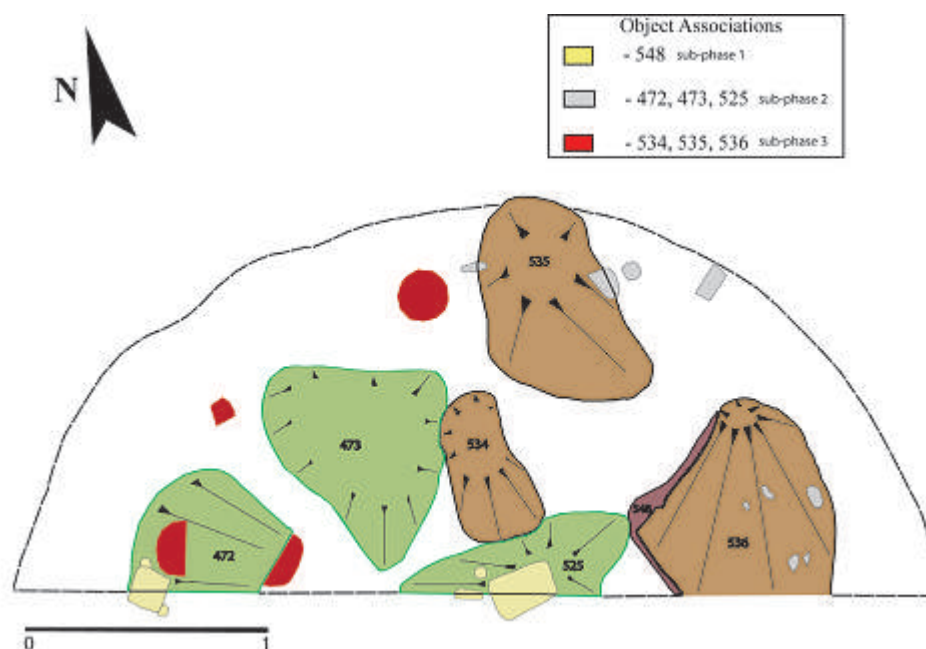 Object Associations
- 548 sub-phase 1
N
- 472, 473, 525 sub-phase 2
- 534, 535, 536 sub-phase 3
535
473
534
548
472
525
536
0 1